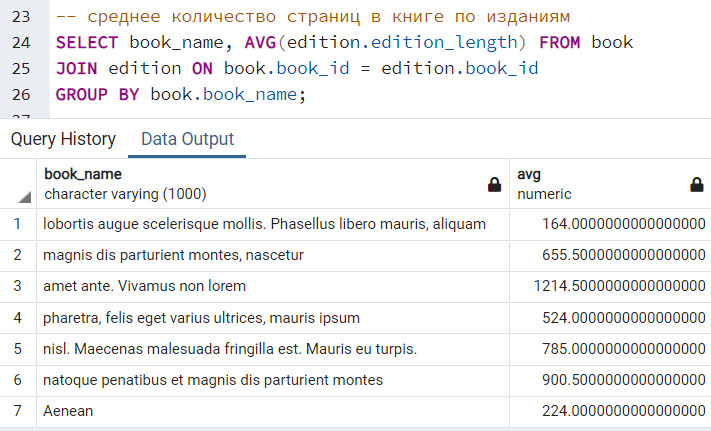 23 -- среднее количество страниц в книге по изданиям
24 SELECT book_name, AVG(edition.edition_length) FROM book
25 JOIN edition ON book.book_id = edition.book_id
26 GROUP BY book.book_name;
Query History Data Output
book_name avg
character varying (1000) numeric
1 lobortis augue scelerisque mollis. Phasellus libero mauris, aliquam 164.0000000000000000
2 magnis dis parturient montes, nascetur 655.5000000000000000
3 amet ante. Vivamus non lorem 1214.5000000000000000
4 pharetra, felis eget varius ultrices, mauris ipsum 524.0000000000000000
5 nisl. Maecenas malesuada fringilla est. Mauris eu turpis. 785.0000000000000000
6 natoque penatibus et magnis dis parturient montes 900.5000000000000000
7 Aenean 224.0000000000000000